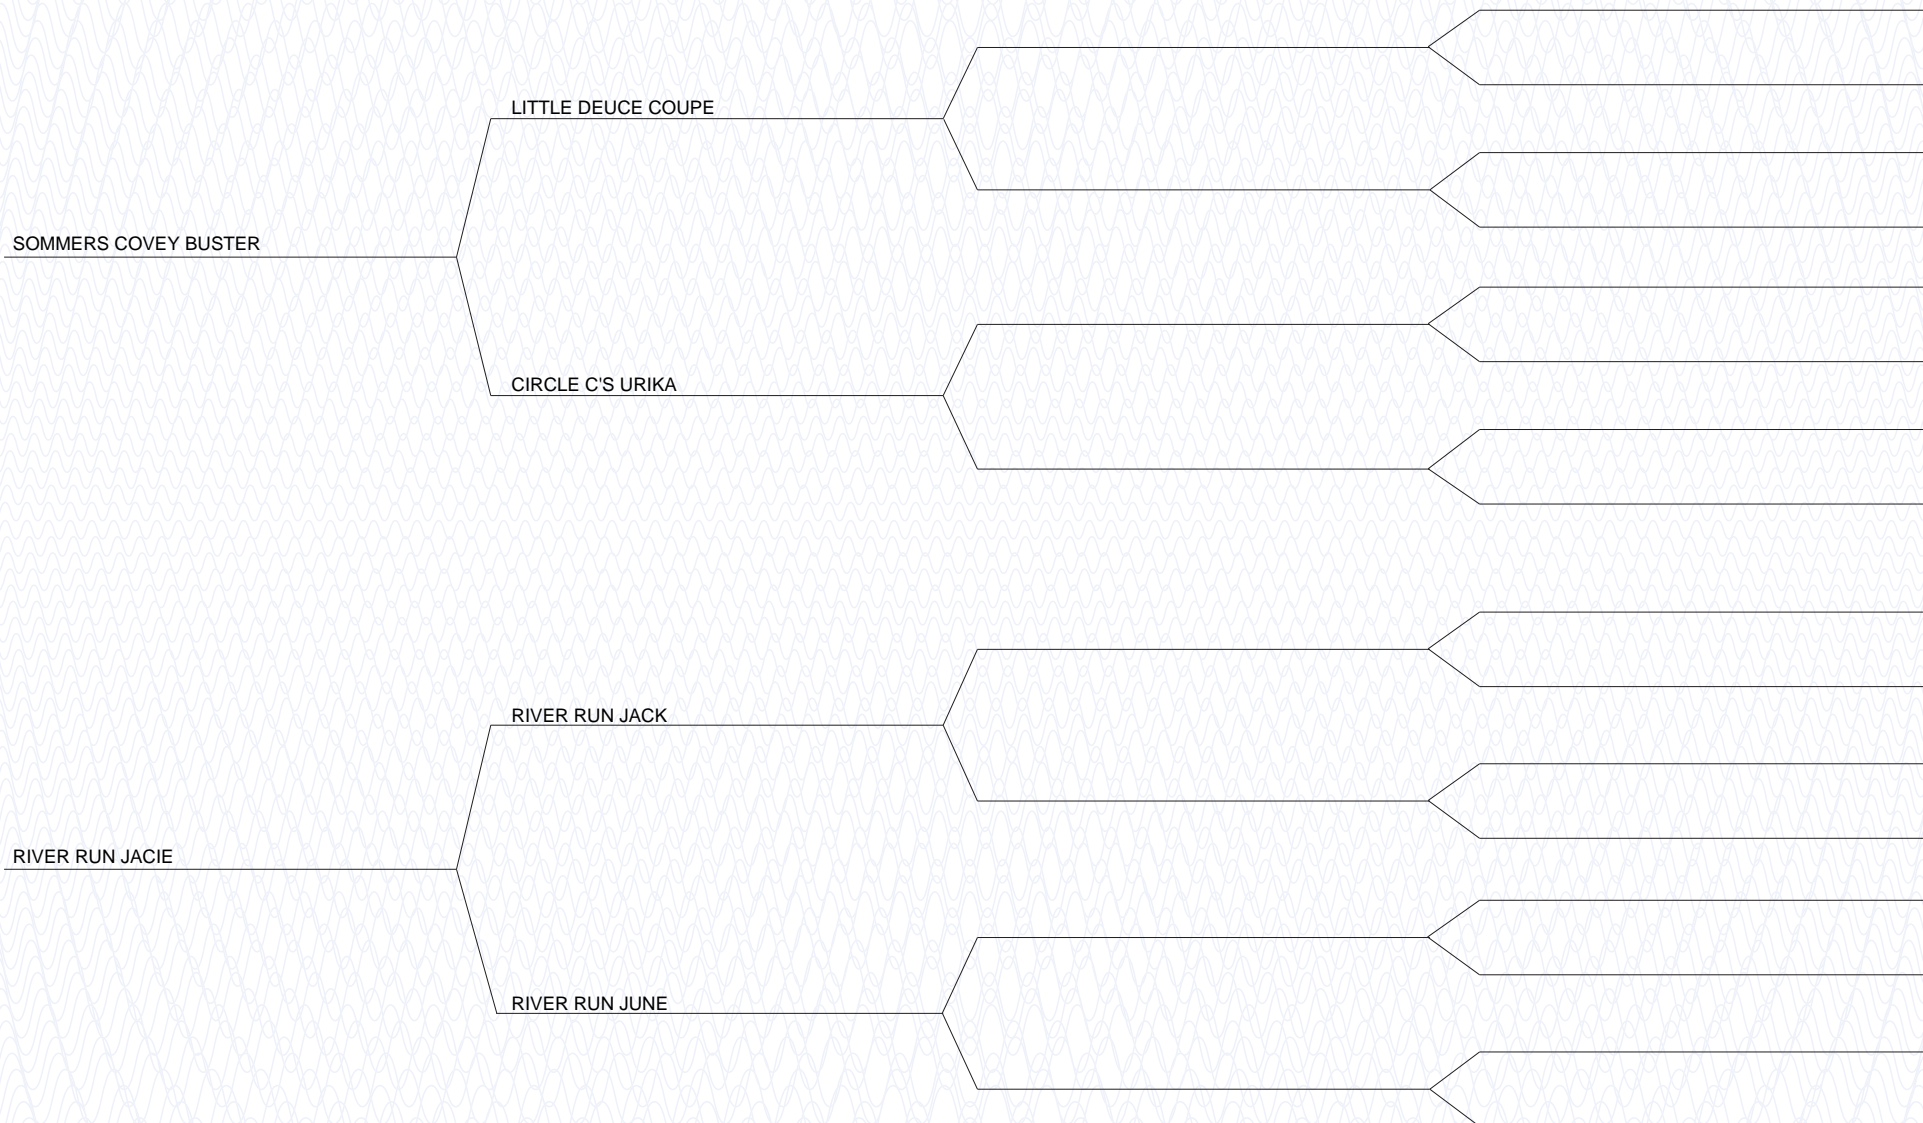 LITTLE DEUCE COUPE
SOMMERS COVEY BUSTER
CIRCLE C'S URIKA
RIVER RUN JACK
RIVER RUN JACIE
RIVER RUN JUNE